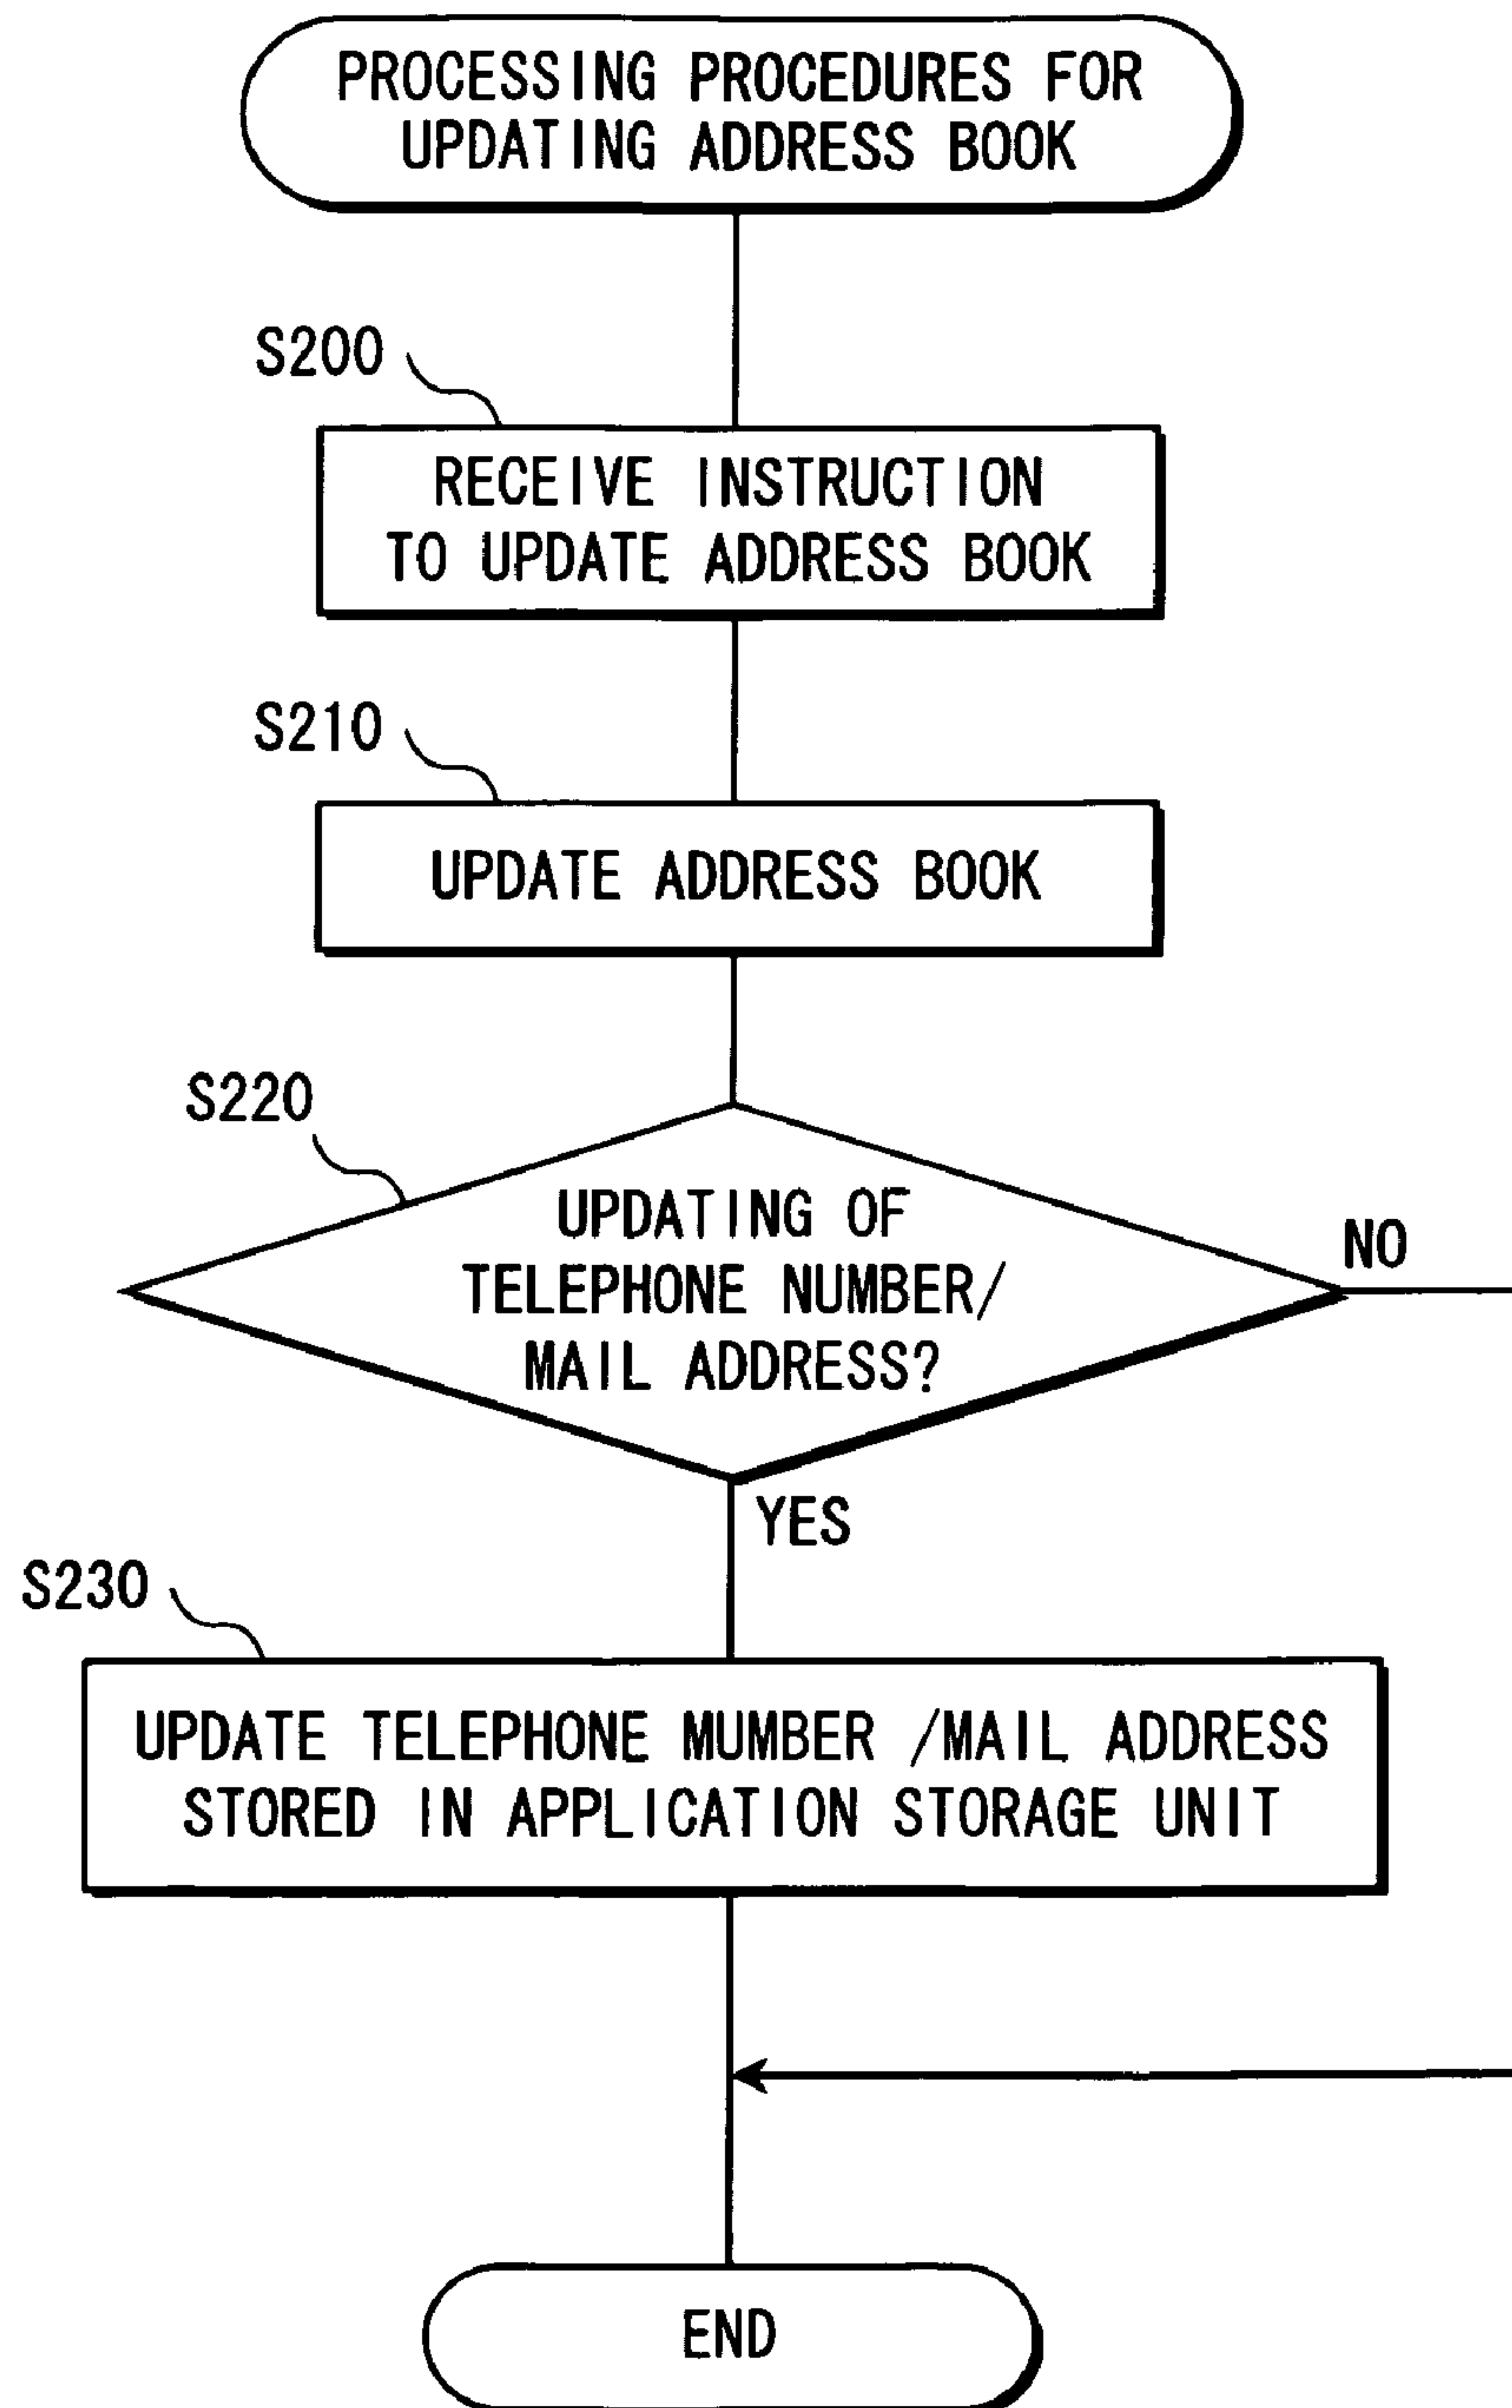 PROCESSING PROCEDURES FOR
UPDATING ADDRESS BOOK
S200
RECEIVE INSTRUCTION
TO UPDATE ADDRESS BOOK
S210
UPDATE ADDRESS BOOK
S220
UPDATING OF
TELEPHONE NUMBER/
MAIL ADDRESS?
NO
YES
S230
UPDATE TELEPHONE MUMBER /MAIL ADDRESS
STORED IN APPLICATION STORAGE UNIT
END